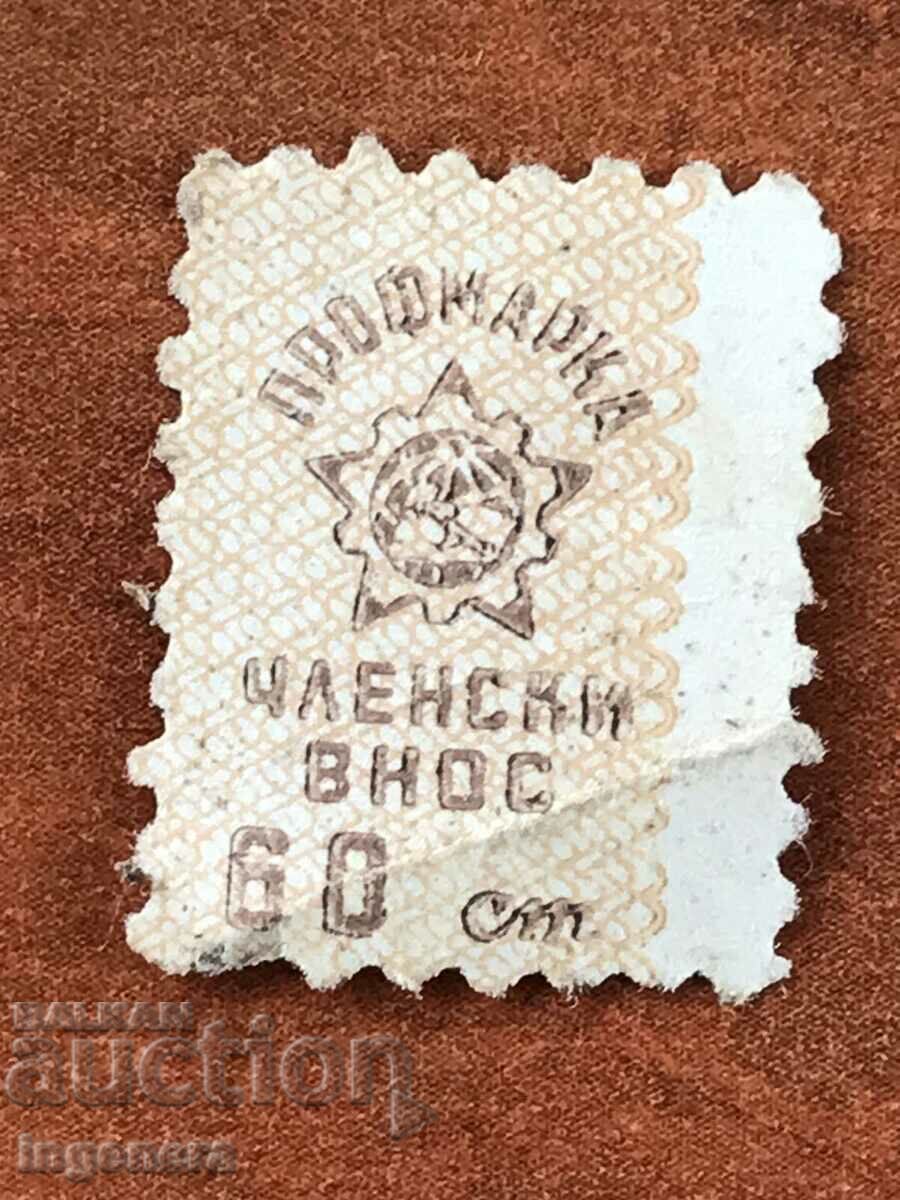 ПРОФМАРКА
ЧЛЕНСКИ
ВНОС
60 ст
BALKAN
auction
ingenera